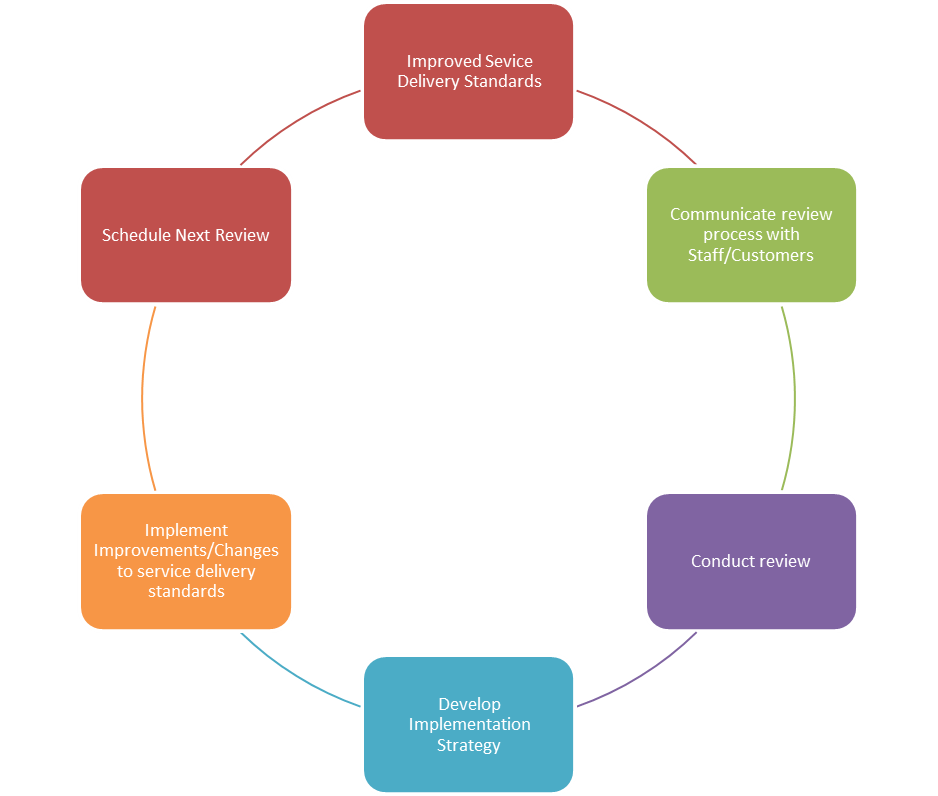 Improved Sevice
Delivery Standards
Communicate review
process with
Staff/Customers
Conduct review
Develop
Implementation
Strategy
Implement
Improvements/Changes
to service delivery
standards
Schedule Next Review